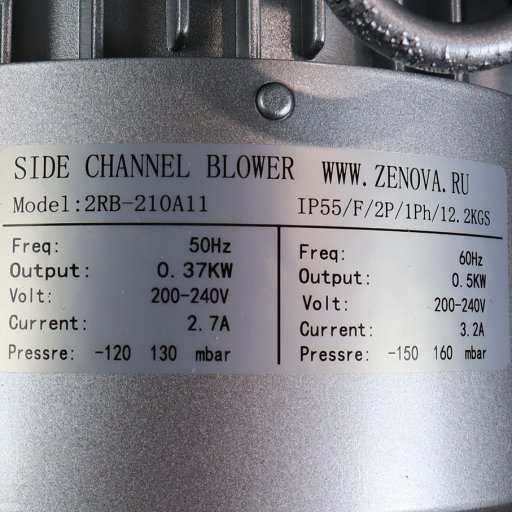 SIDE CHANNEL BLOWER WWW.ZENOVA.RU
Model:2RB-210A11 IP55/F/2P/1Ph/12.2KGS
Freq: 50Hz
Output: 0.37KW
Volt: 200-240V
Current: 2.7A
Pressre: -120 130 mbar
Freq: 60Hz
Output: 0.5KW
Volt: 200-240V
Current: 3.2A
Pressre: -150 160 mbar